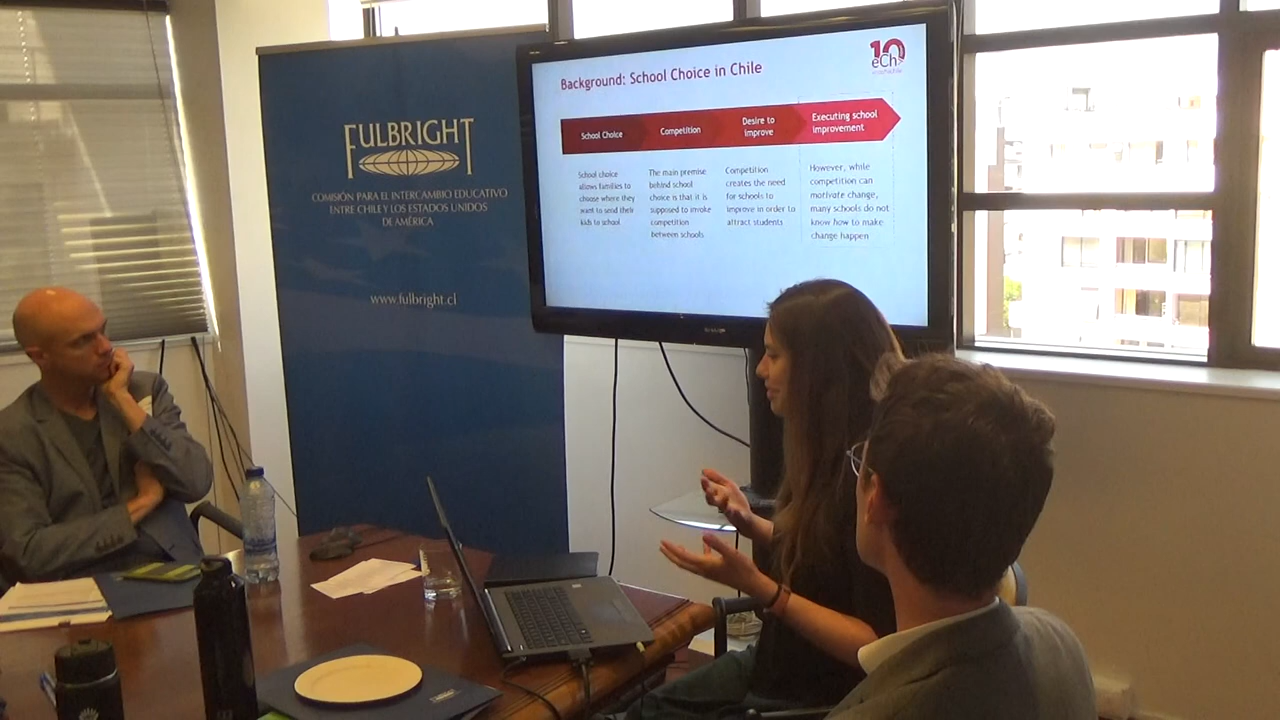 FULBRIGHT
COMISIÓN PARA EL INTERCAMBIO EDUCATIVO
ENTRE CHILE Y LOS ESTADOS UNIDOS
DE AMÉRICA
www.fulbright.cl
Background: School Choice in Chile
10
eCh
School Choice
Competition
Desire to
improve
Executing school
improvement
School choice
allows families to
choose where they
want to send their
kids to school
The main premise
behind school
choice is that it is
supposed to invoke
competition
between schools
Competition
creates the need
for schools to
improve in order to
attract students
However, while
competition can
motivate change,
many schools do not
know how to make
change happen